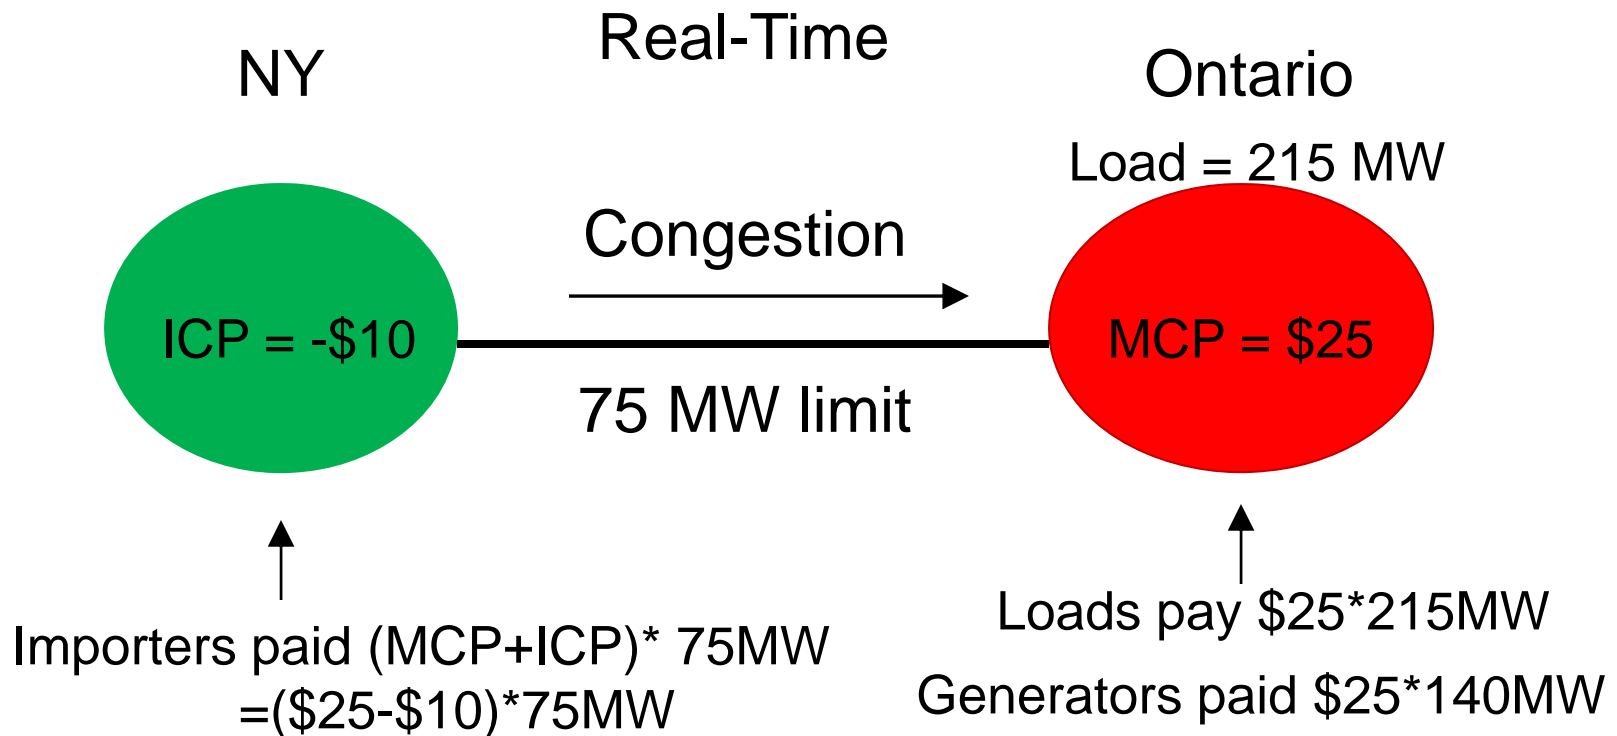 Real-Time
NY
Ontario
Load = 215 MW
Congestion
ICP = -$10
MCP = $25
75 MW limit
Importers paid (MCP+ICP)* 75MW
=($25-$10)*75MW
Loads pay $25*215MW
Generators paid $25*140MW